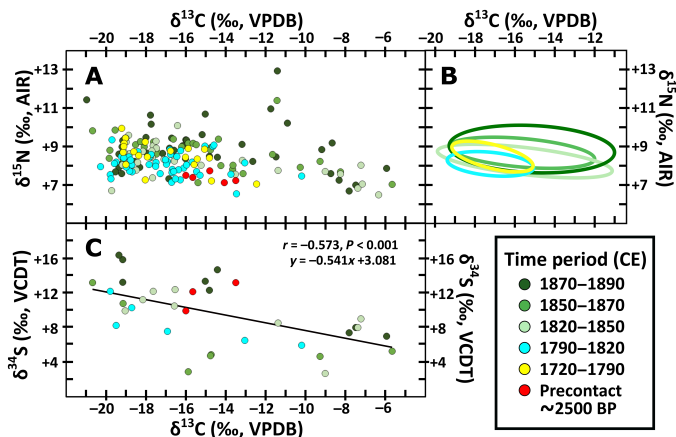 δ¹³C (‰, VPDB)
δ¹³C (‰, VPDB)
−20 −18 −16 −14 −12 −10 −8 −6
−20 −18 −16 −14 −12
A
B
+13
+11
+9
+7
δ¹⁵N (‰, AIR)
+13
+11
+9
+7
δ¹⁵N (‰, AIR)
C
r = −0.573, P < 0.001
y = −0.541x +3.081
+16
+12
+8
+4
δ³⁴S (‰, VCDT)
+16
+12
+8
+4
δ³⁴S (‰, VCDT)
−20 −18 −16 −14 −12 −10 −8 −6
δ¹³C (‰, VPDB)
Time period (CE)
1870−1890
1850−1870
1820−1850
1790−1820
1720−1790
Precontact
~2500 BP